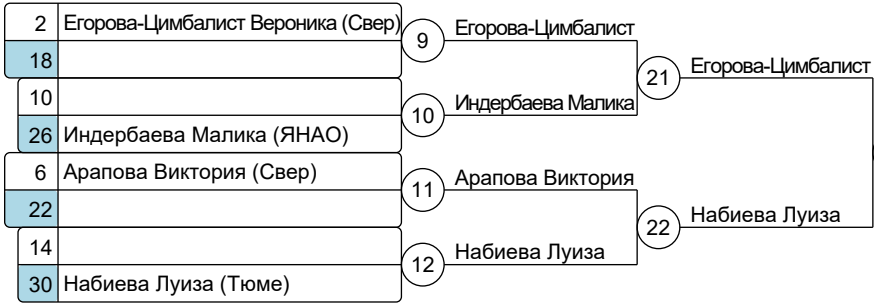 2 Егорова-Цимбалист Вероника (Свер)
18
10
26 Индербаева Малика (ЯНАО)
6 Арапова Виктория (Свер)
22
14
30 Набиева Луиза (Тюме)
9 Егорова-Цимбалист
10 Индербаева Малика
11 Арапова Виктория
12 Набиева Луиза
21 Егорова-Цимбалист
22 Набиева Луиза